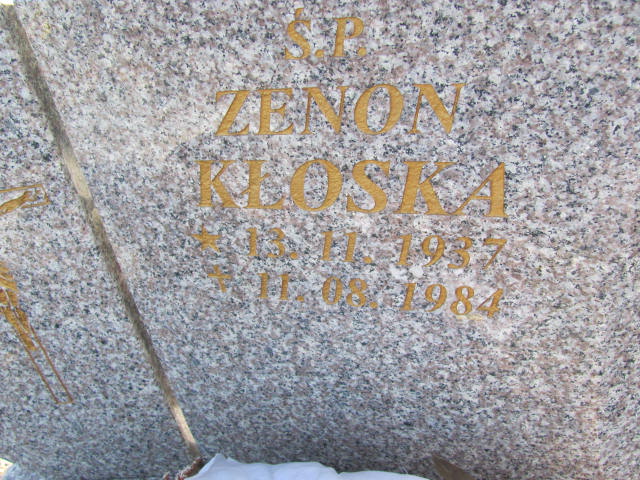 Ś.P.
ZENON
KŁOSKA
* 13. 11. 1937
+ 11. 08. 1984